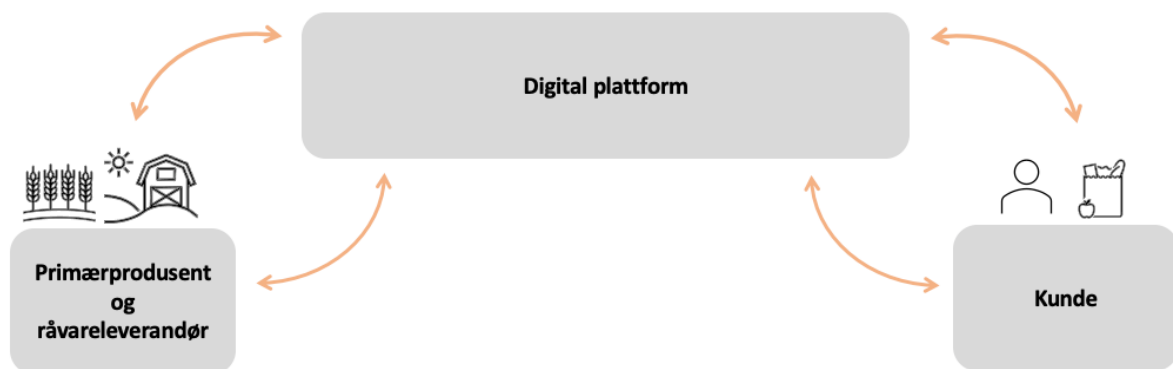 Digital plattform
Primærprodusent
og
råvareleverandør
Kunde